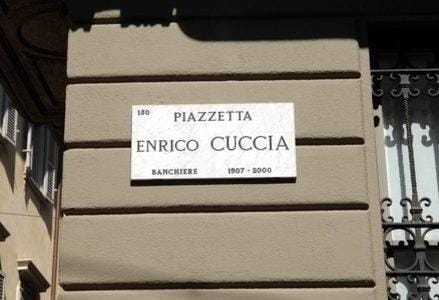 150
PIAZZETTA
ENRICO CUCCIA
BANCHIERE 1907-2000